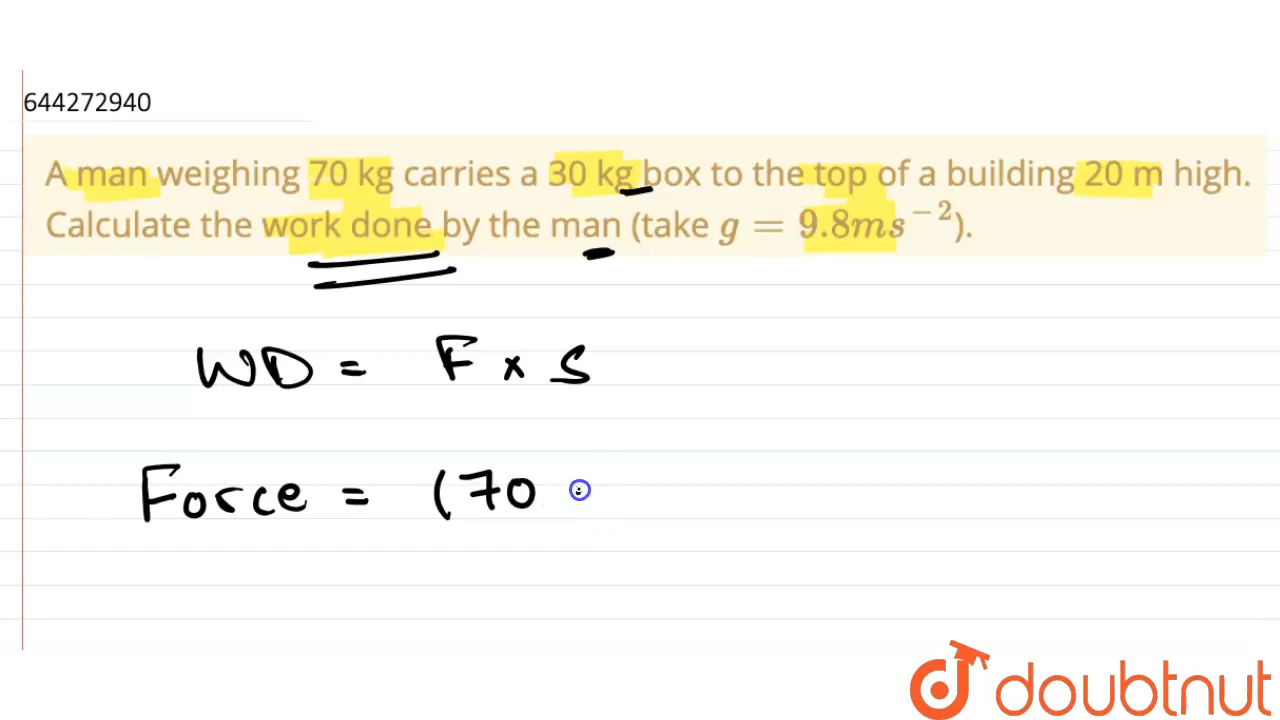 644272940
A man weighing 70 kg carries a 30 kg box to the top of a building 20 m high.
Calculate the work done by the man (take g = 9.8ms⁻²).
WD = F × S
Force = (70
doubtnut